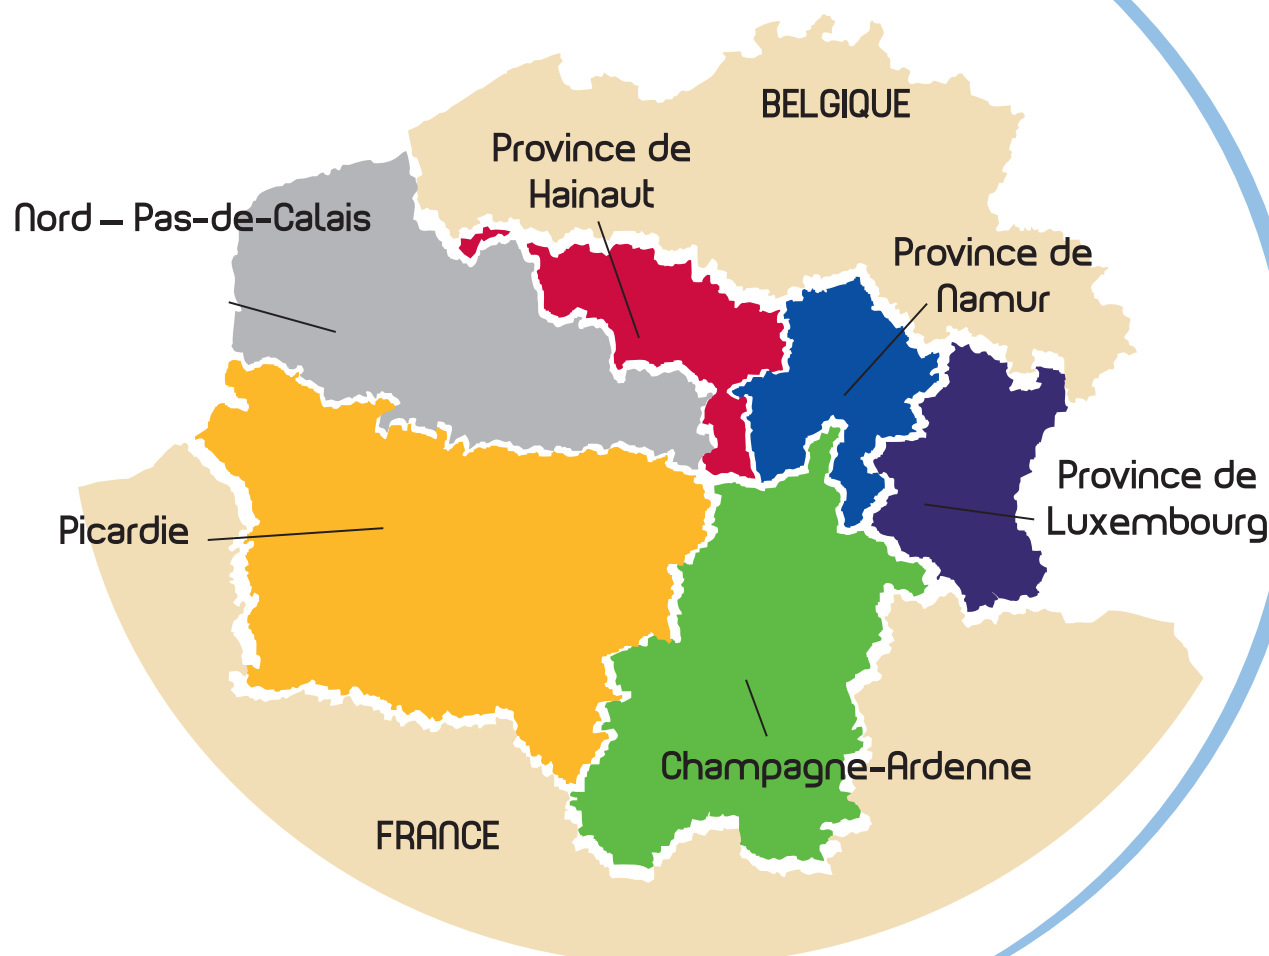 BELGIQUE
Province de
Hainaut
Nord – Pas-de-Calais
Province de
Namur
Province de
Luxembourg
Picardie
Champagne-Ardenne
FRANCE